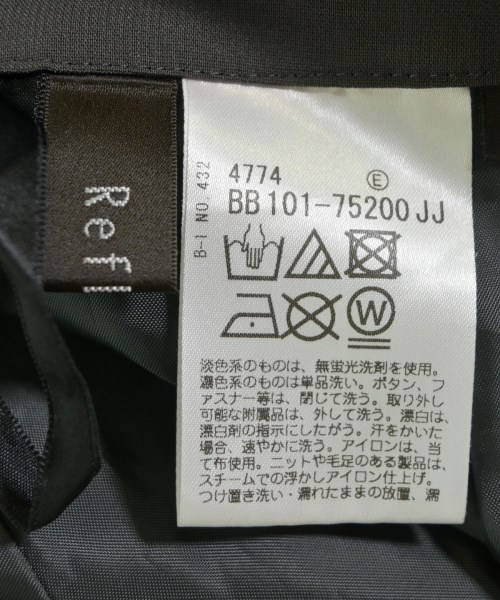 Ref
B-1 NO. 432
4774 E
BB101-75200JJ
W
淡色系のものは、無蛍光洗剤を使用。
濃色系のものは単品洗い。ボタン、フ
ァスナー等は、閉じて洗う。取り外し
可能な附属品は、外して洗う。漂白は、
漂白剤の指示にしたがう。汗をかいた
場合、速やかに洗う。アイロンは、当
て布使用。ニットや毛足のある製品は、
スチームでの浮かしアイロン仕上げ。
つけ置き洗い・濡れたままの放置、濡